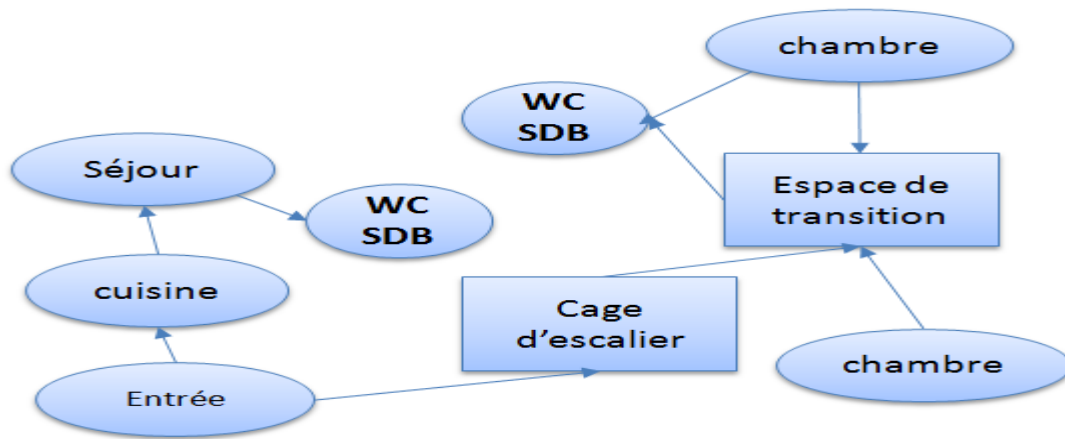 chambre
WC
SDB
Séjour
WC
SDB
Espace de
transition
cuisine
Cage
d’escalier
chambre
Entrée